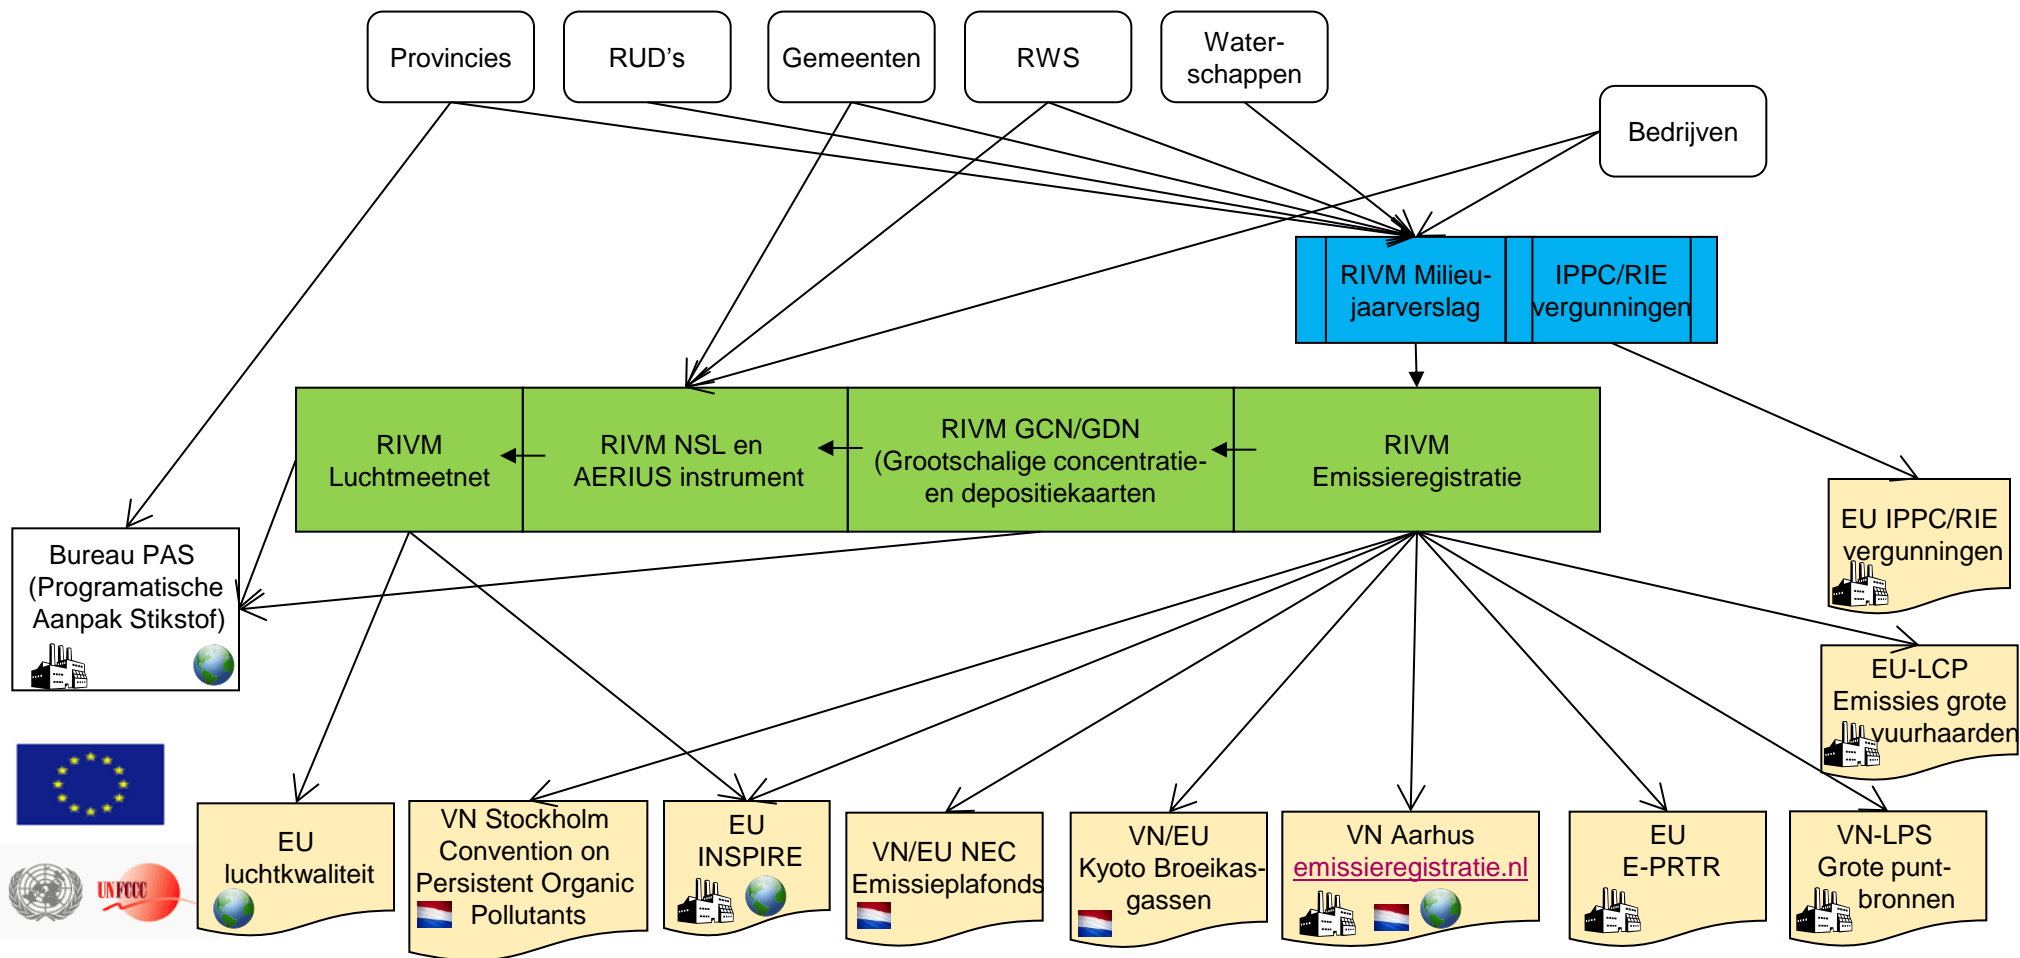 Provincies
RUD’s
Gemeenten
RWS
Water-
schappen
Bedrijven
RIVM Milieu-
jaarverslag
IPPC/RIE
vergunningen
RIVM
Luchtmeetnet
RIVM NSL en
AERIUS instrument
RIVM GCN/GDN
(Grootschalige concentratie-
en depositiekaarten
RIVM
Emissieregistratie
EU IPPC/RIE
vergunningen
Bureau PAS
(Programatische
Aanpak Stikstof)
EU-LCP
Emissies grote
vuurhaarden
UNFCCC
EU
luchtkwaliteit
VN Stockholm
Convention on
Persistent Organic
Pollutants
EU
INSPIRE
VN/EU NEC
Emissieplafonds
VN/EU
Kyoto Broeikas-
gassen
VN Aarhus
emissieregistratie.nl
EU
E-PRTR
VN-LPS
Grote punt-
bronnen